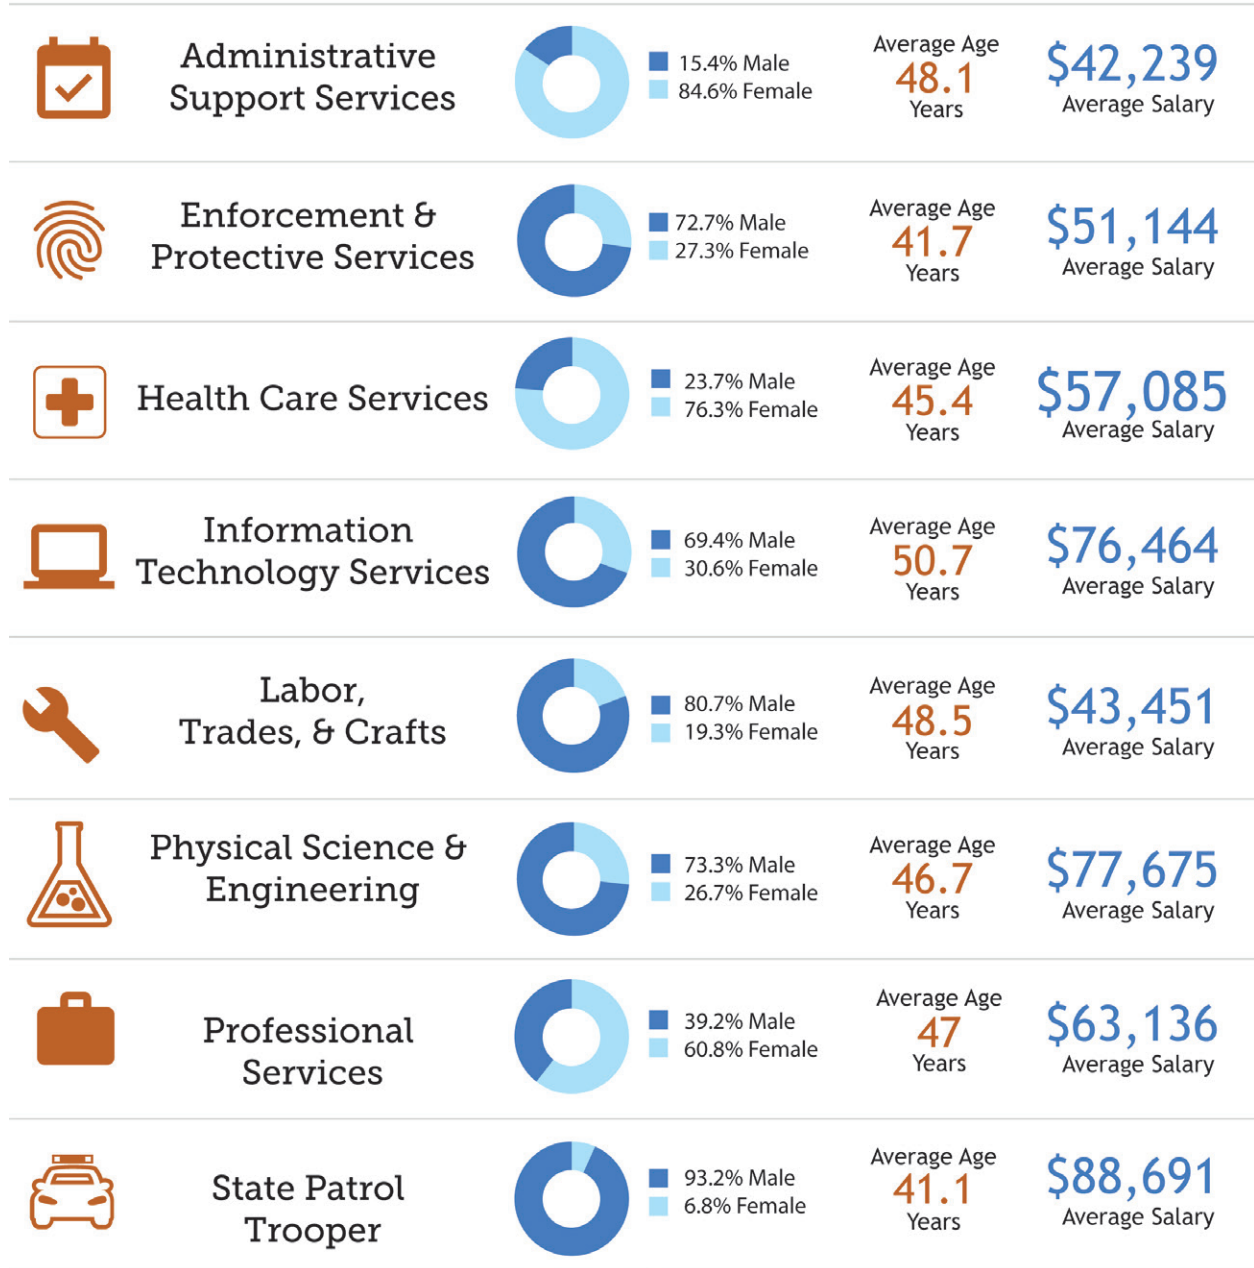 Administrative
Support Services
15.4% Male
84.6% Female
Average Age
48.1
Years
$42,239
Average Salary
Enforcement &
Protective Services
72.7% Male
27.3% Female
Average Age
41.7
Years
$51,144
Average Salary
Health Care Services
23.7% Male
76.3% Female
Average Age
45.4
Years
$57,085
Average Salary
Information
Technology Services
69.4% Male
30.6% Female
Average Age
50.7
Years
$76,464
Average Salary
Labor,
Trades, & Crafts
80.7% Male
19.3% Female
Average Age
48.5
Years
$43,451
Average Salary
Physical Science &
Engineering
73.3% Male
26.7% Female
Average Age
46.7
Years
$77,675
Average Salary
Professional
Services
39.2% Male
60.8% Female
Average Age
47
Years
$63,136
Average Salary
State Patrol
Trooper
93.2% Male
6.8% Female
Average Age
41.1
Years
$88,691
Average Salary